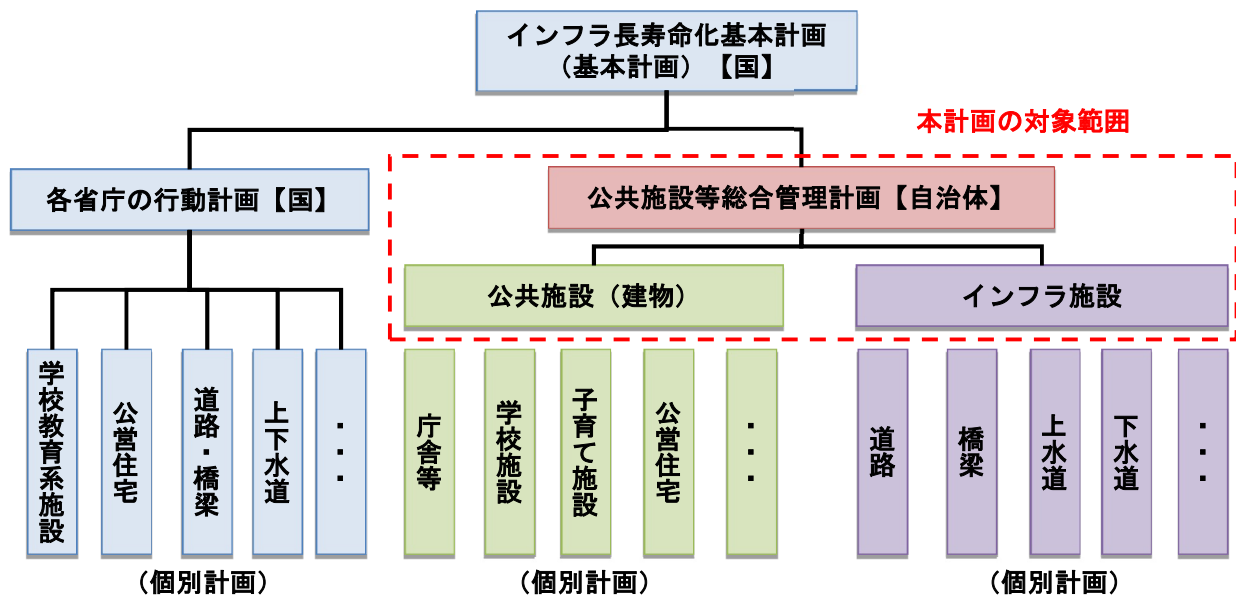 インフラ長寿命化基本計画
（基本計画）【国】
本計画の対象範囲
各省庁の行動計画【国】
公共施設等総合管理計画【自治体】
公共施設（建物）
インフラ施設
学校教育系施設
公営住宅
道路・橋梁
上下水道
・・・
庁舎等
学校施設
子育て施設
公営住宅
・・・
道路
橋梁
上水道
下水道
・・・
（個別計画）
（個別計画）
（個別計画）